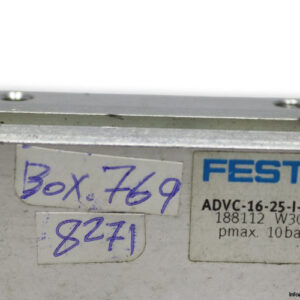 Box.769
8271
FEST
ADVC-16-25-I-
188112 W30
pmax. 10ba